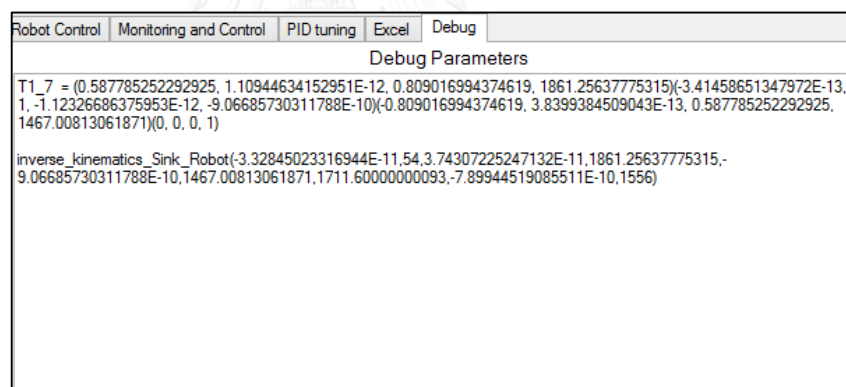 Robot Control Monitoring and Control PID tuning Excel Debug
Debug Parameters
T1_7 = (0.587785252292925, 1.10944634152951E-12, 0.809016994374619, 1861.25637775315)(-3.41458651347972E-13,
1, -1.12326686375953E-12, -9.06685730311788E-10)(-0.809016994374619, 3.8399384509043E-13, 0.587785252292925,
1467.00813061871)(0, 0, 0, 1)
inverse_kinematics_Sink_Robot(-3.32845023316944E-11,54,3.74307225247132E-11,1861.25637775315,-
9.06685730311788E-10,1467.00813061871,1711.60000000093,-7.89944519085511E-10,1556)